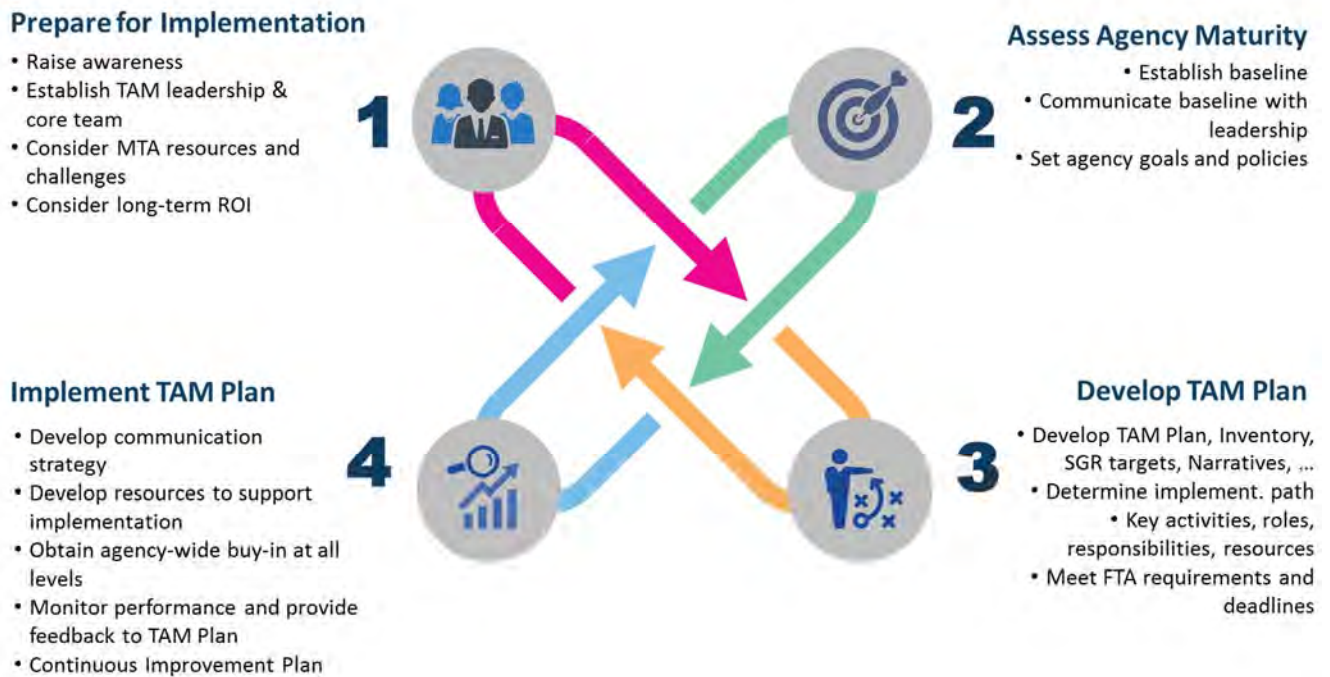 Prepare for Implementation
• Raise awareness
• Establish TAM leadership &
core team
• Consider MTA resources and
challenges
• Consider long-term ROI
1
Assess Agency Maturity
• Establish baseline
• Communicate baseline with
leadership
• Set agency goals and policies
2
Implement TAM Plan
• Develop communication
strategy
• Develop resources to support
implementation
• Obtain agency-wide buy-in at all
levels
• Monitor performance and provide
feedback to TAM Plan
• Continuous Improvement Plan
4
Develop TAM Plan
• Develop TAM Plan, Inventory,
SGR targets, Narratives, ...
• Determine implement. path
• Key activities, roles,
responsibilities, resources
• Meet FTA requirements and
deadlines
3